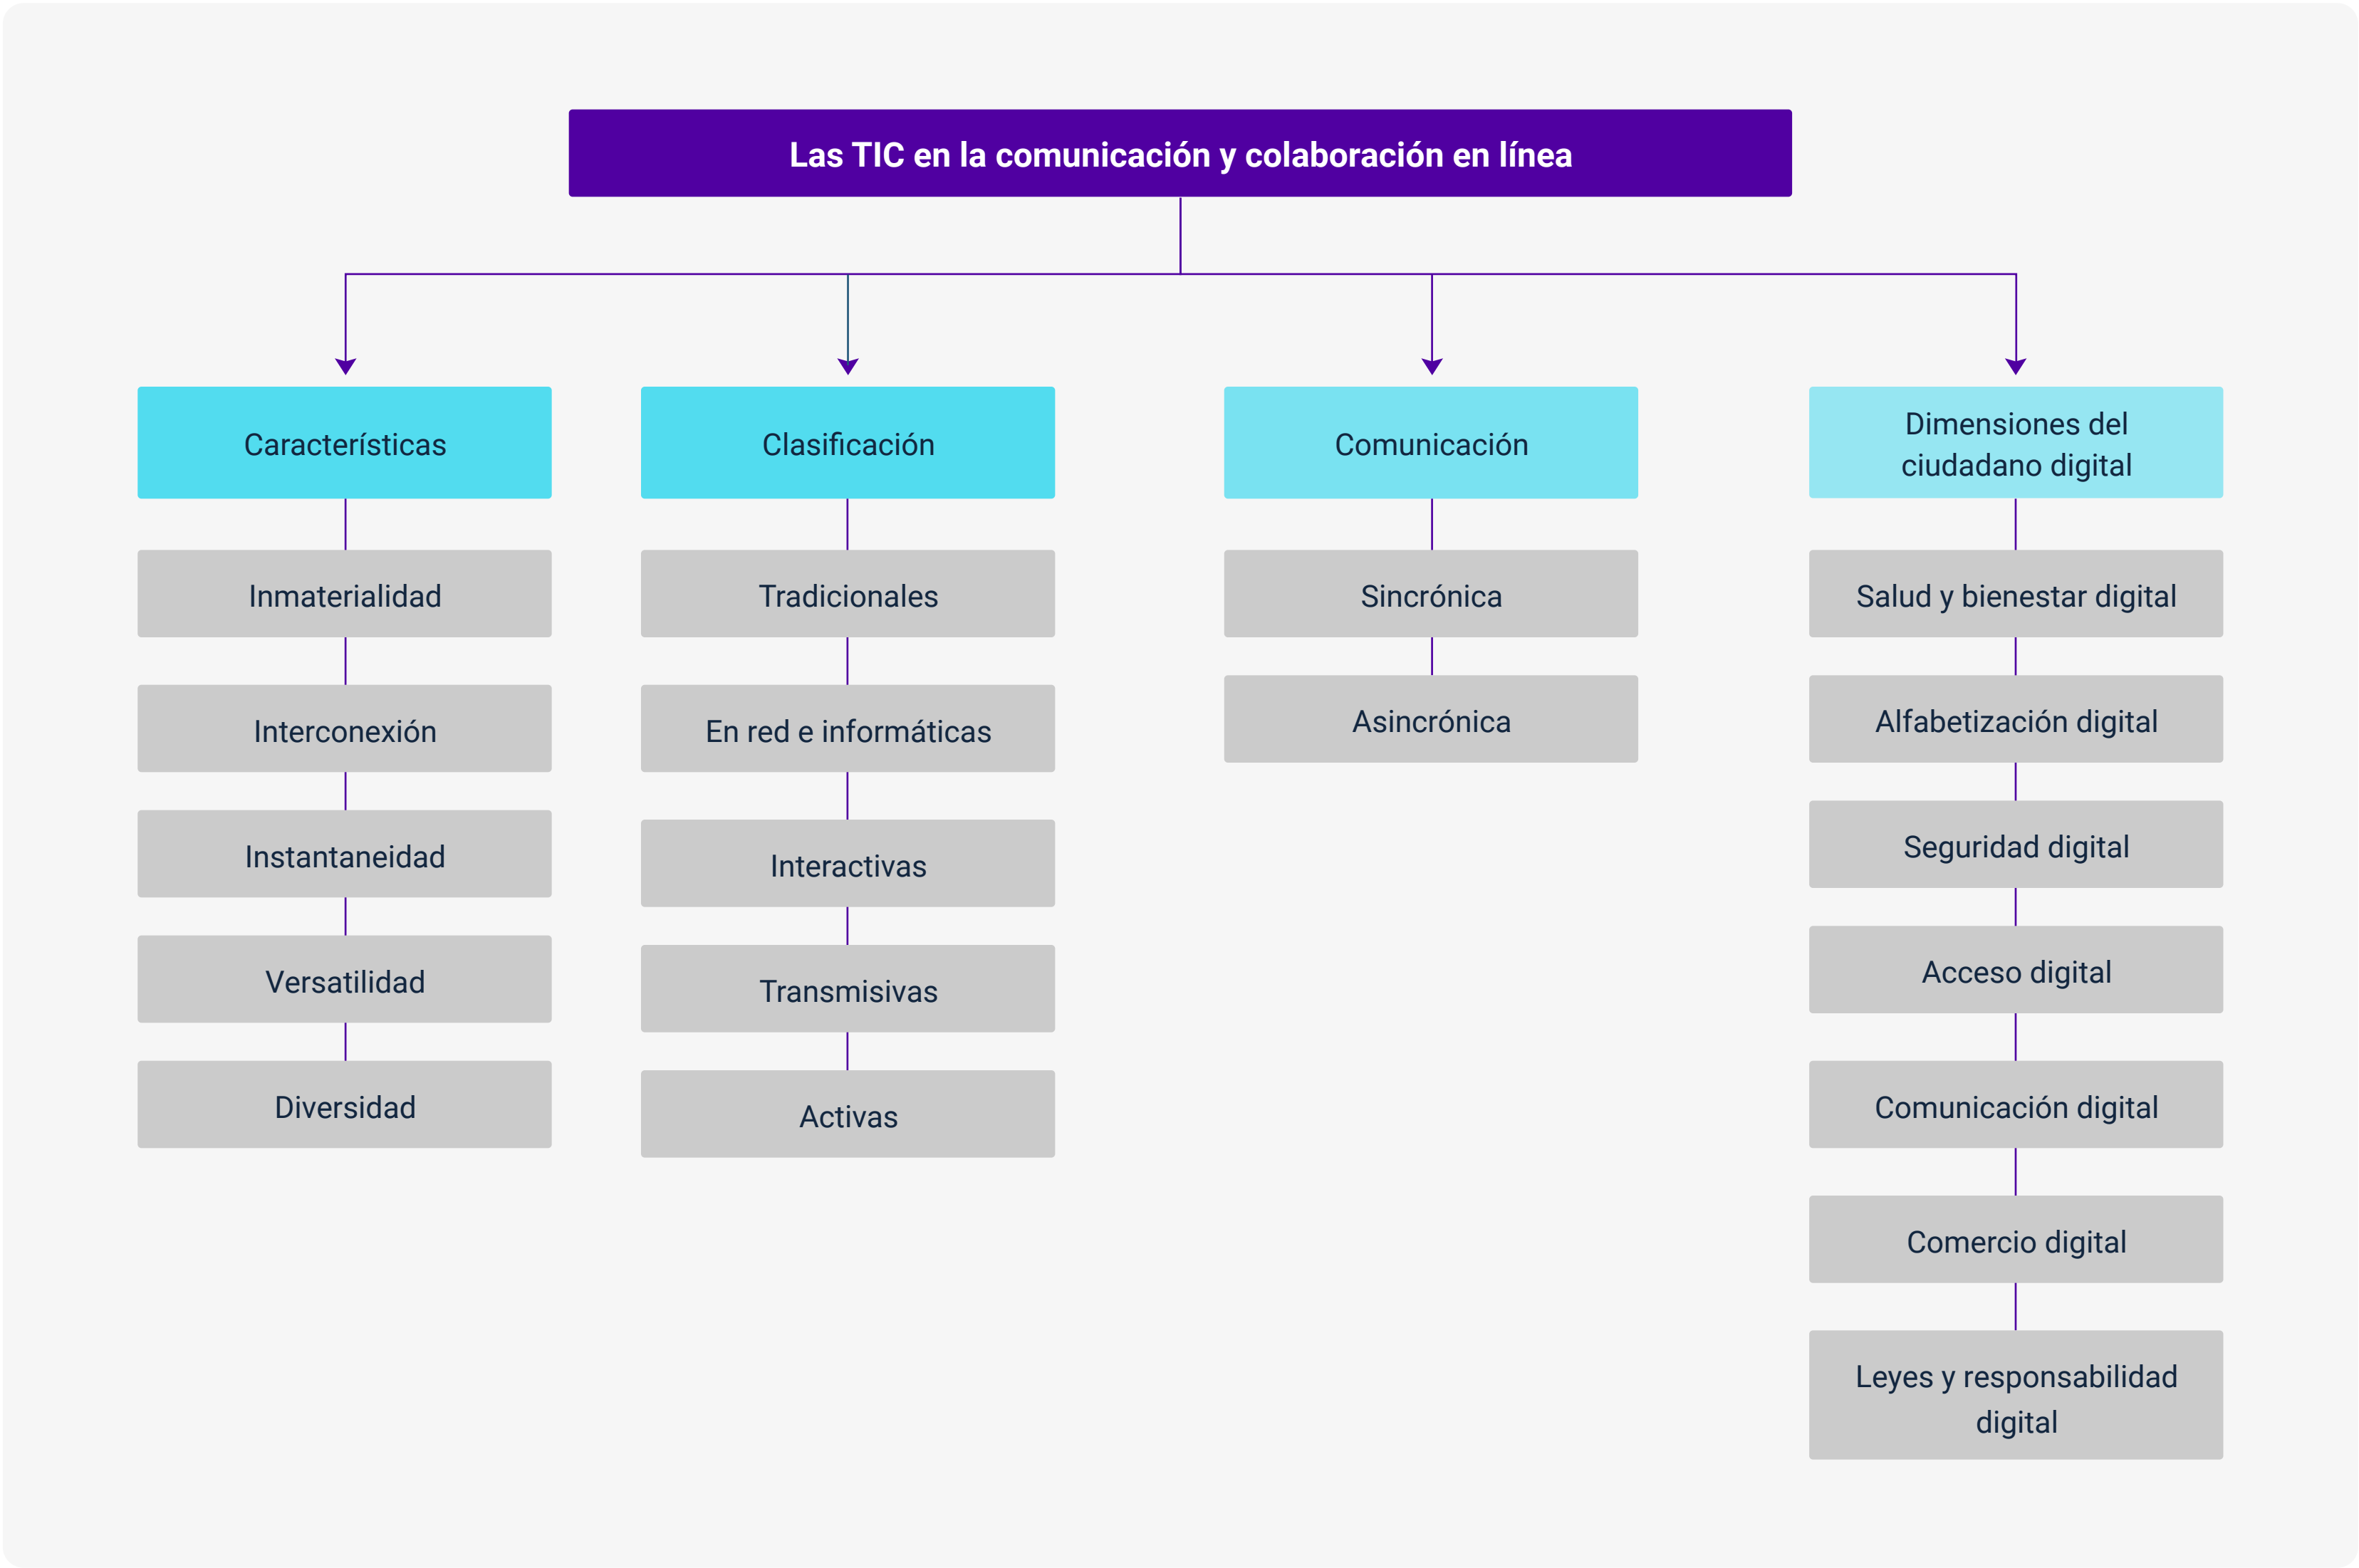 Las TIC en la comunicación y colaboración en línea
Características
Inmaterialidad
Interconexión
Instantaneidad
Versatilidad
Diversidad
Clasificación
Tradicionales
En red e informáticas
Interactivas
Transmisivas
Activas
Comunicación
Sincrónica
Asincrónica
Dimensiones del
ciudadano digital
Salud y bienestar digital
Alfabetización digital
Seguridad digital
Acceso digital
Comunicación digital
Comercio digital
Leyes y responsabilidad
digital